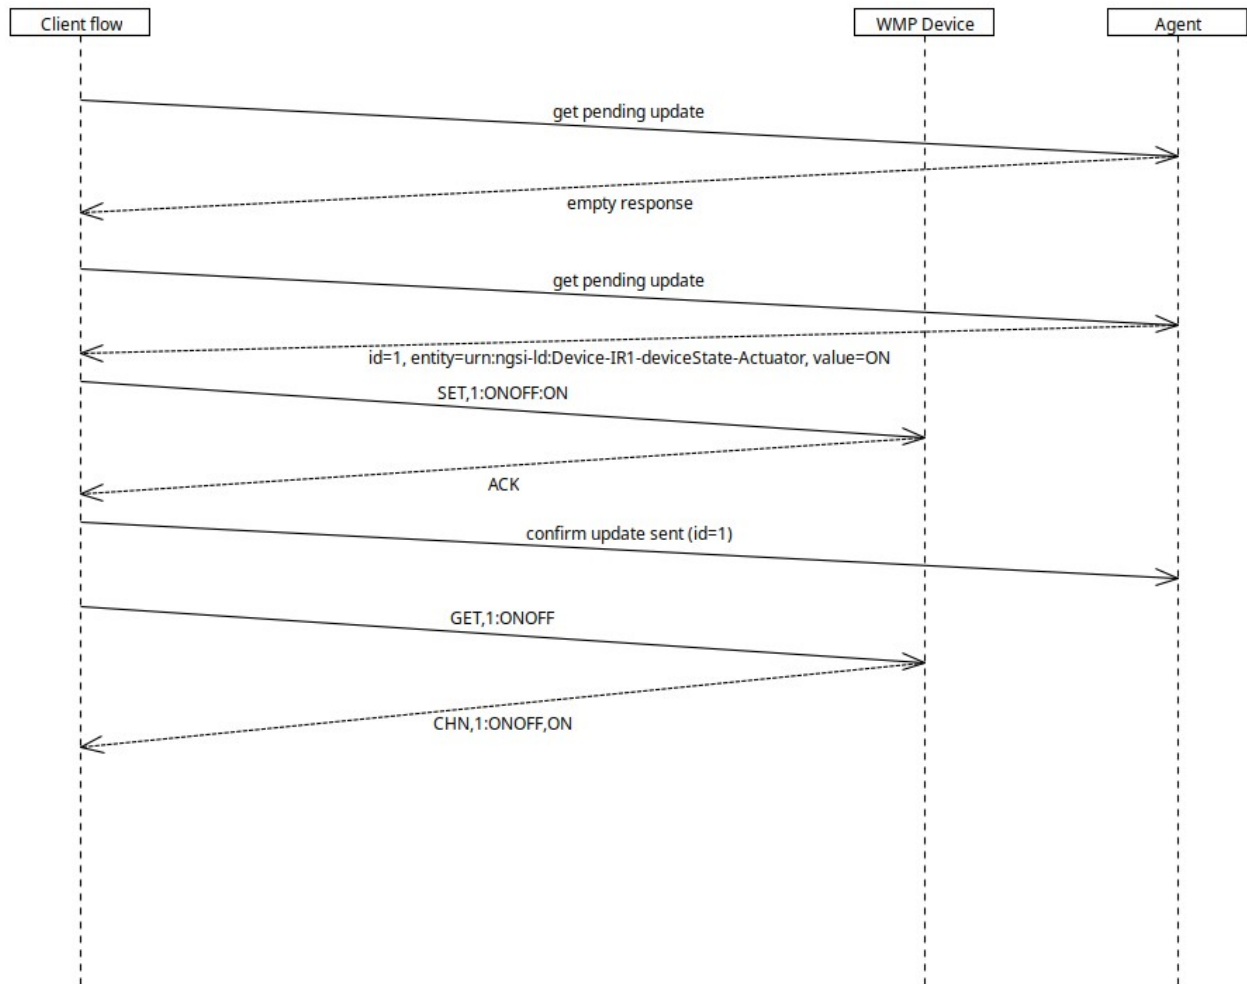 Client flow
WMP Device
Agent
get pending update
empty response
get pending update
id=1, entity=urn:ngsi-ld:Device-IR1-deviceState-Actuator, value=ON
SET,1:ONOFF:ON
ACK
confirm update sent (id=1)
GET,1:ONOFF
CHN,1:ONOFF,ON